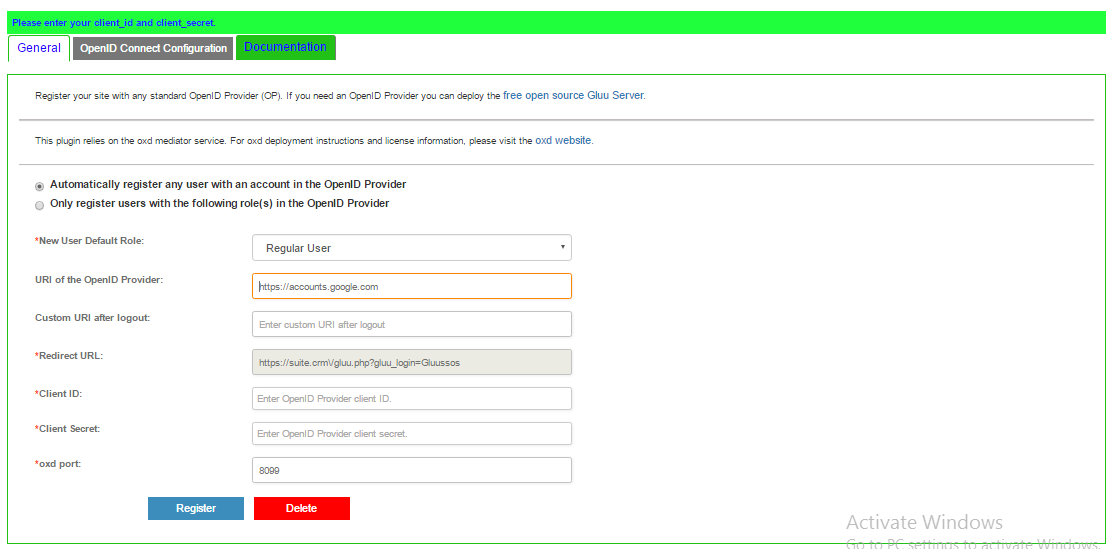 Please enter your client_id and client_secret.
General OpenID Connect Configuration Documentation
Register your site with any standard OpenID Provider (OP). If you need an OpenID Provider you can deploy the free open source Gluu Server.
This plugin relies on the oxd mediator service. For oxd deployment instructions and license information, please visit the oxd website.
Automatically register any user with an account in the OpenID Provider
Only register users with the following role(s) in the OpenID Provider
*New User Default Role: Regular User
URI of the OpenID Provider: https://accounts.google.com
Custom URI after logout: Enter custom URI after logout
*Redirect URL: https://suite.crm\/gluu.php?gluu_login=Gluussos
*Client ID: Enter OpenID Provider client ID.
*Client Secret: Enter OpenID Provider client secret.
*oxd port: 8099
Register Delete
Activate Windows
Go to PC settings to activate Windows.